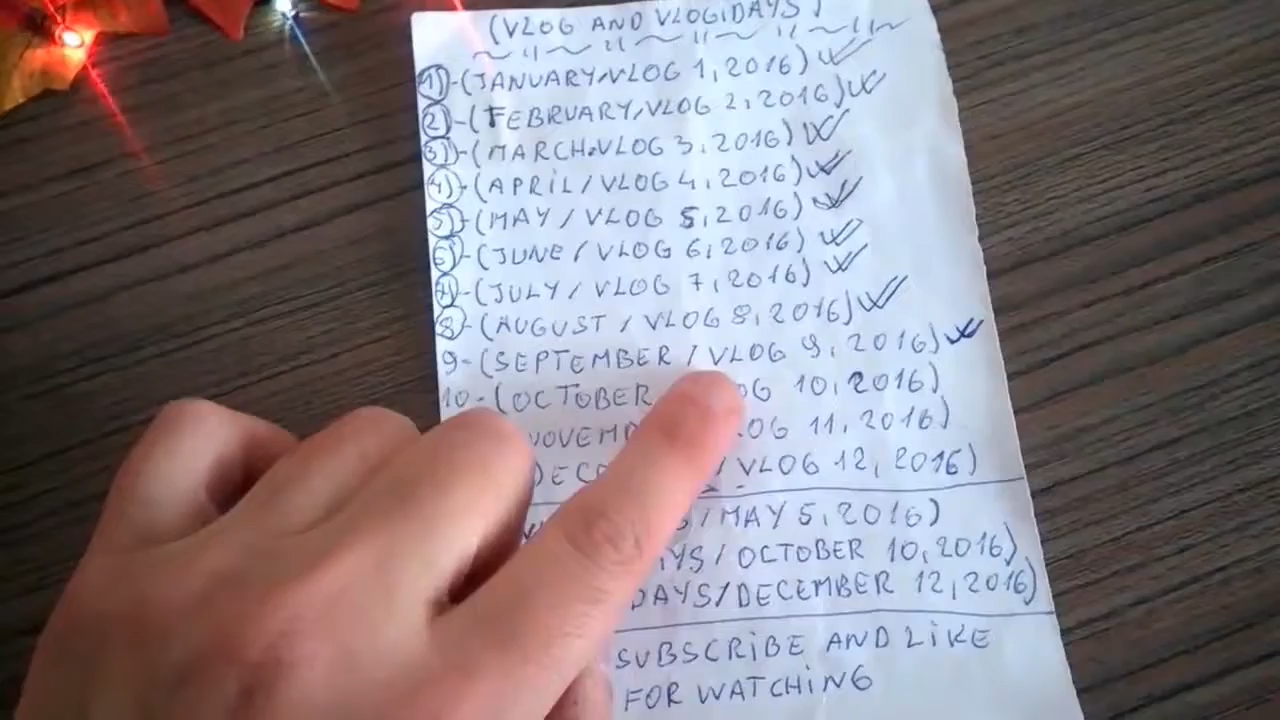 (VLOG AND VLOGIDAYS)
1)-(JANUARY/VLOG 1,2016)
2)-(FEBRUARY/VLOG 2,2016)
3)-(MARCH/VLOG 3,2016)
4)-(APRiL/VLOG 4,2016)
5)-(MAY/VLOG 5,2016)
6)-(JUNE/VLOG 6,2016)
7)-(JULY/VLOG 7,2016)
8-(AUGUST/VLOG 8,2016)
9-(SEPTEMBER/VLOG 9,2016)
10-(OCTOBER 10,2016)
11,2016)
/VLOG 12,2016)
/MAY 5,2016)
/OCTOBER 10,2016)
DAYS/DECEMBER 12,2016)
SUBSCRiBE AND LiKE
FOR WATCHiNG